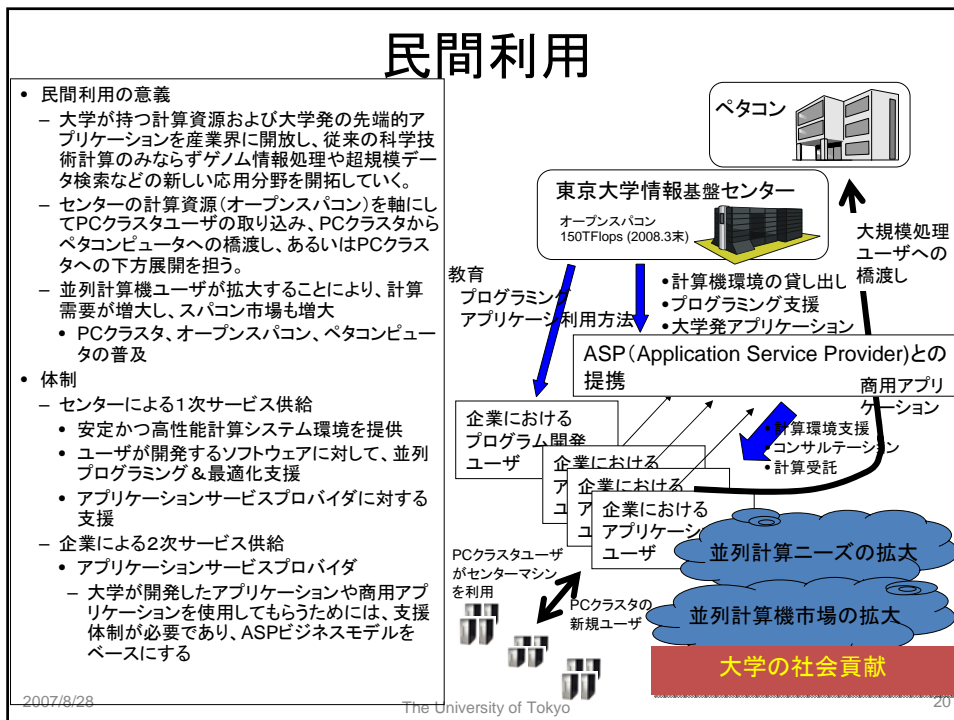 民間利用
• 民間利用の意義
– 大学が持つ計算資源および大学発の先端的ア
プリケーションを産業界に開放し、従来の科学技
術計算のみならずゲノム情報処理や超規模デー
タ検索などの新しい応用分野を開拓していく。
– センターの計算資源（オープンスパコン）を軸にし
てPCクラスタユーザの取り込み、PCクラスタから
ペタコンピュータへの橋渡し、あるいはPCクラス
タへの下方展開を担う。
– 並列計算機ユーザが拡大することにより、計算
需要が増大し、スパコン市場も増大
• PCクラスタ、オープンスパコン、ペタコンピュー
タの普及
• 体制
– センターによる１次サービス供給
• 安定かつ高性能計算システム環境を提供
• ユーザが開発するソフトウェアに対して、並列
プログラミング＆最適化支援
• アプリケーションサービスプロバイダに対する
支援
– 企業による２次サービス供給
• アプリケーションサービスプロバイダ
– 大学が開発したアプリケーションや商用アプ
リケーションを使用してもらうためには、支援
体制が必要であり、ASPビジネスモデルを
ベースにする
ペタコン
東京大学情報基盤センター
オープンスパコン
150TFlops (2008.3末)
大規模処理
ユーザへの
橋渡し
教育
プログラミング
アプリケーシ利用方法
•計算機環境の貸し出し
•プログラミング支援
•大学発アプリケーション
ASP（Application Service Provider)との
提携
商用アプリ
ケーション
•計算環境支援
•コンサルテーション
•計算受託
企業における
プログラム開発
ユーザ
企業における
ア
ユ
企業における
ア
ユ
企業における
アプリケーシ
ユーザ
PCクラスタユーザ
がセンターマシン
を利用
PCクラスタの
新規ユーザ
並列計算ニーズの拡大
並列計算機市場の拡大
大学の社会貢献
2007/8/28
The University of Tokyo
20